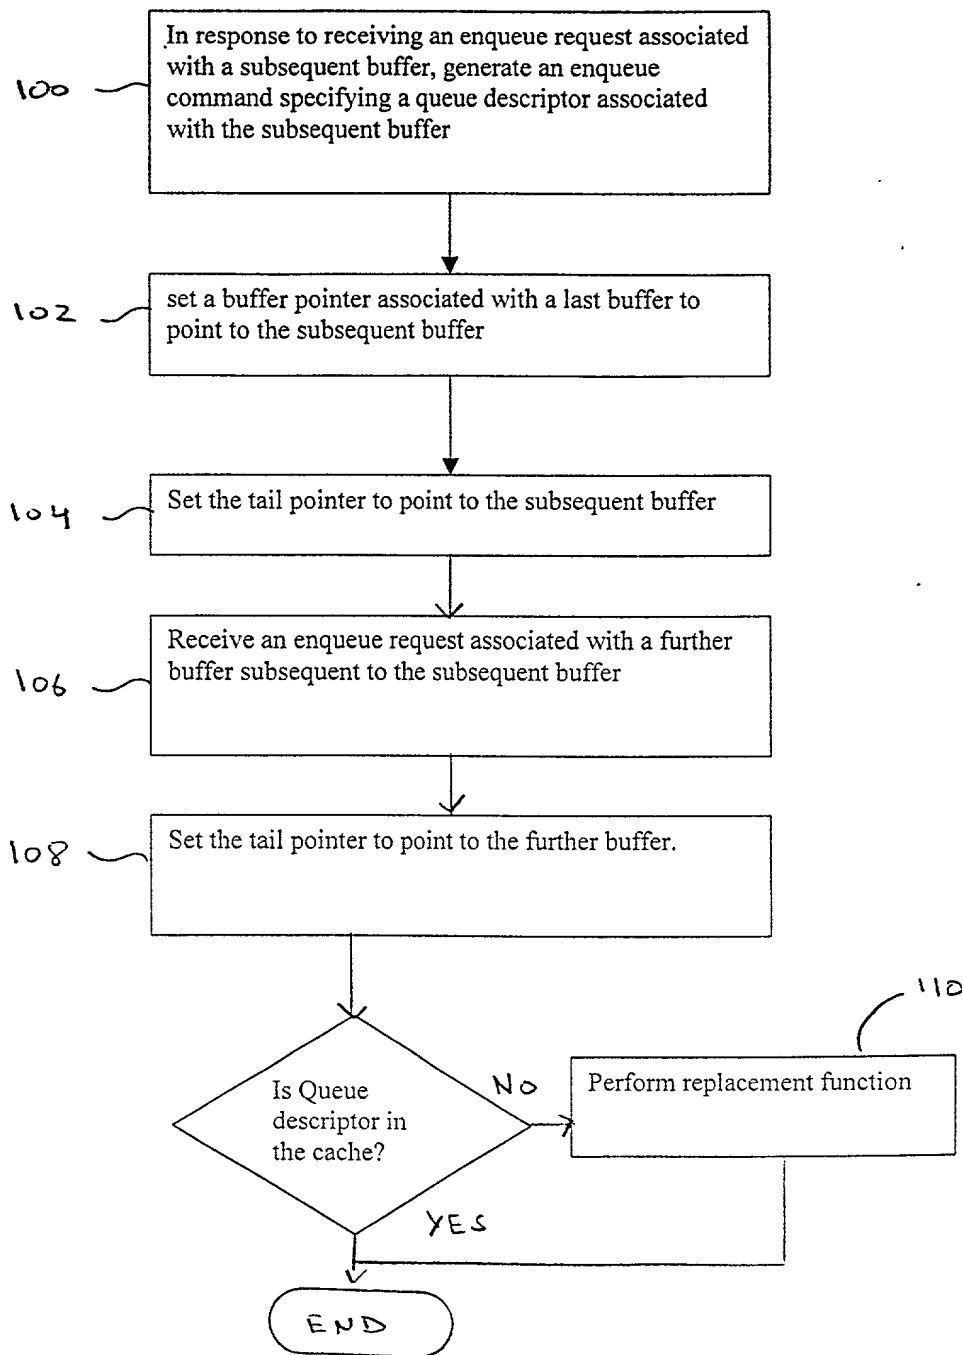 100
In response to receiving an enqueue request associated
with a subsequent buffer, generate an enqueue
command specifying a queue descriptor associated
with the subsequent buffer
102
set a buffer pointer associated with a last buffer to
point to the subsequent buffer
104
Set the tail pointer to point to the subsequent buffer
106
Receive an enqueue request associated with a further
buffer subsequent to the subsequent buffer
108
Set the tail pointer to point to the further buffer.
110
Is Queue
descriptor in
the cache?
NO
Perform replacement function
YES
END